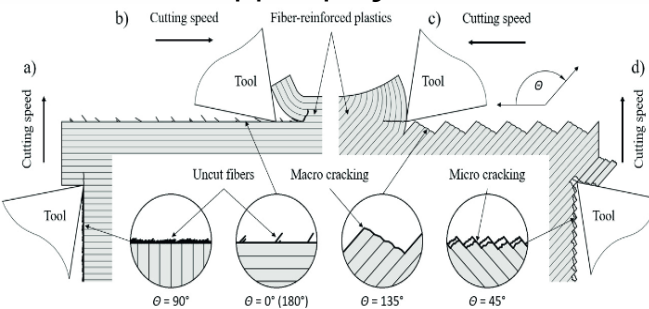 b) Cutting speed Fiber-reinforced plastics c) Cutting speed
a) Tool Tool Θ d)
Cutting speed Cutting speed
Uncut fibers Macro cracking Micro cracking
Tool Tool
Θ = 90° Θ = 0° (180°) Θ = 135° Θ = 45°